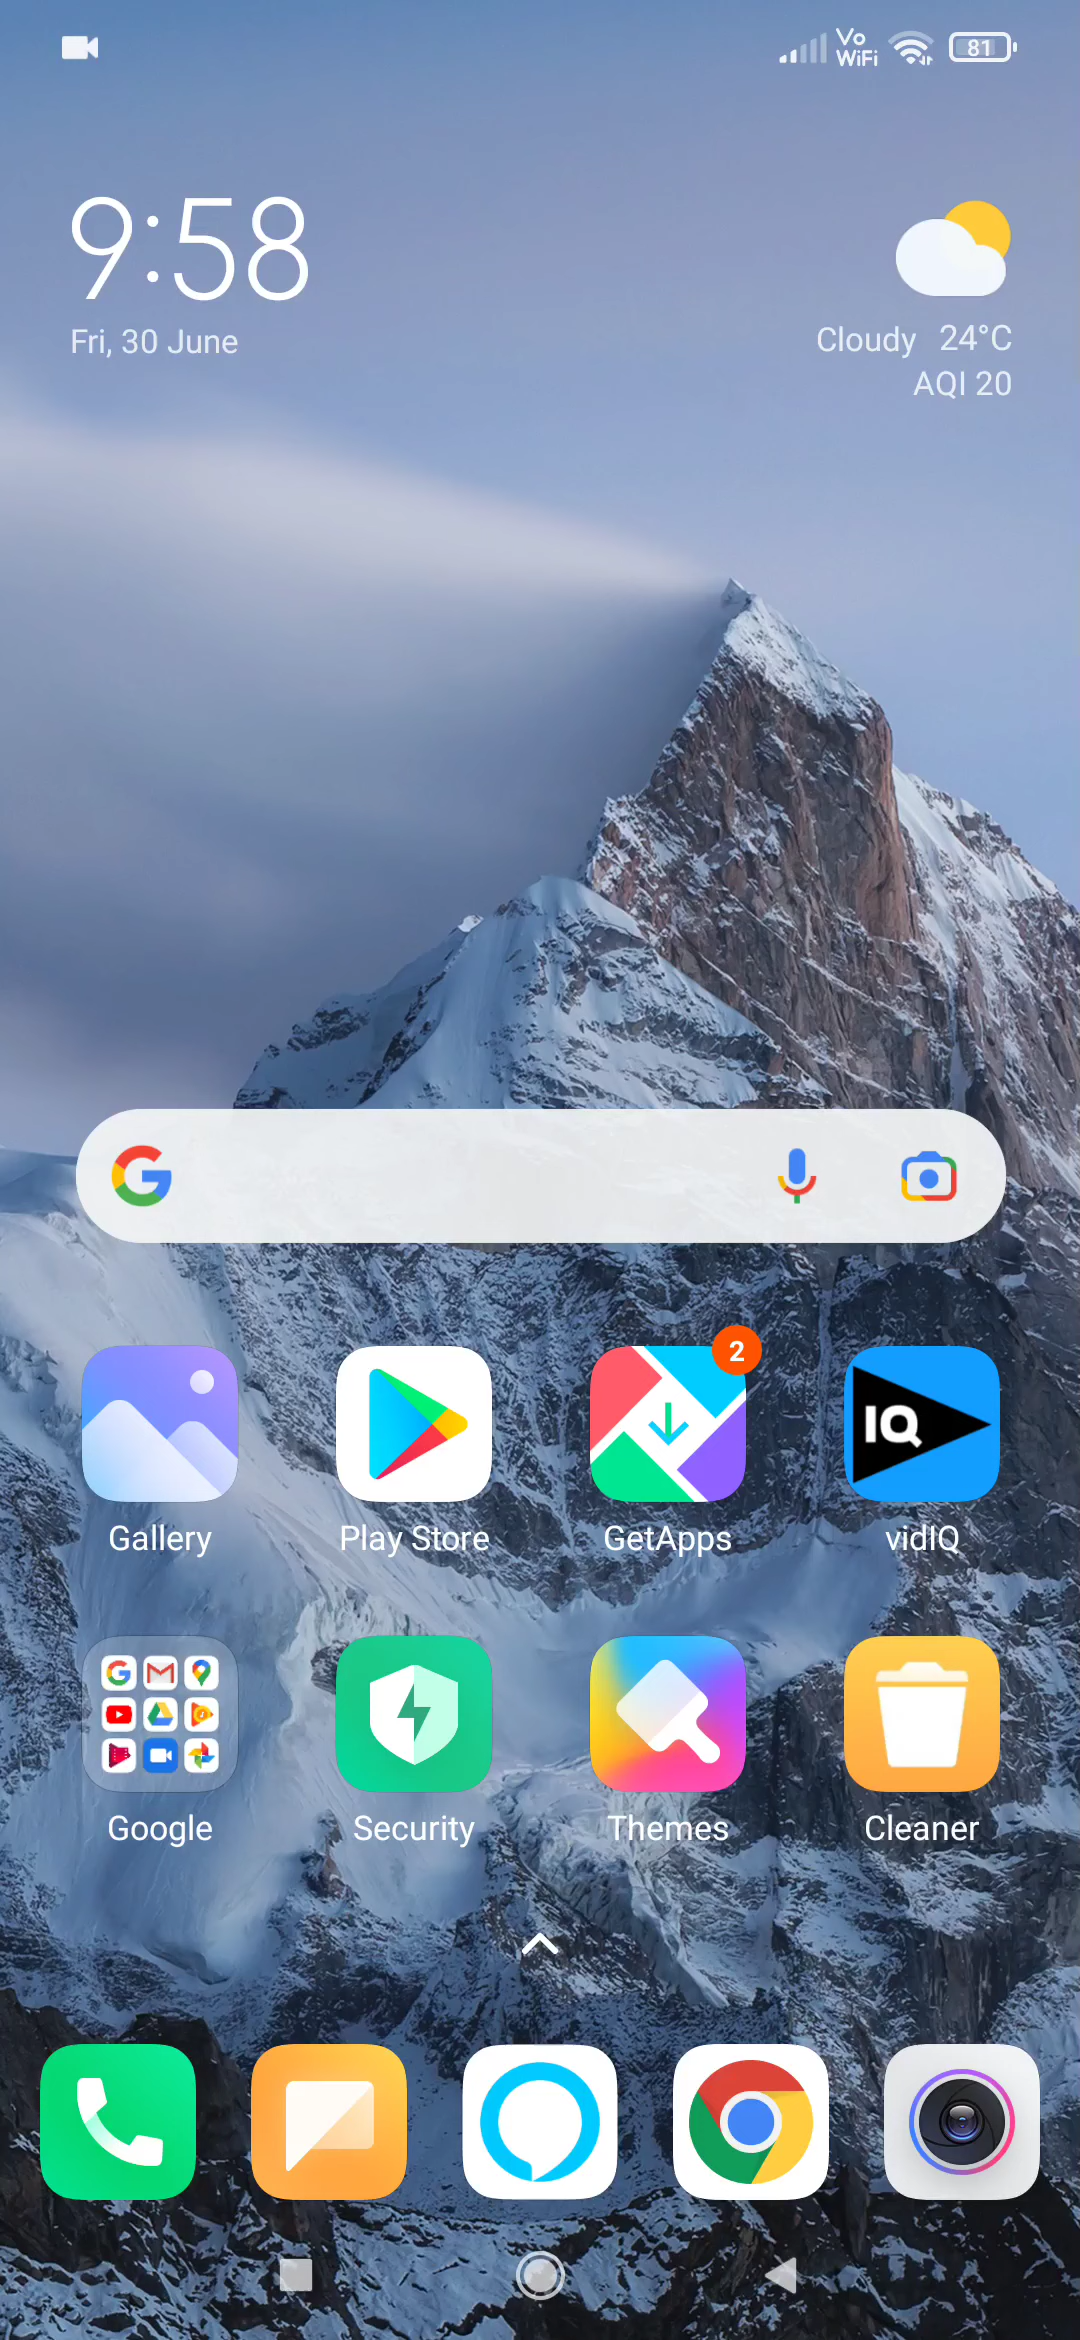 Vo
WiFi
81
9:58
Fri, 30 June
Cloudy 24°C
AQI 20
2
IQ
Gallery Play Store GetApps vidIQ
Google Security Themes Cleaner